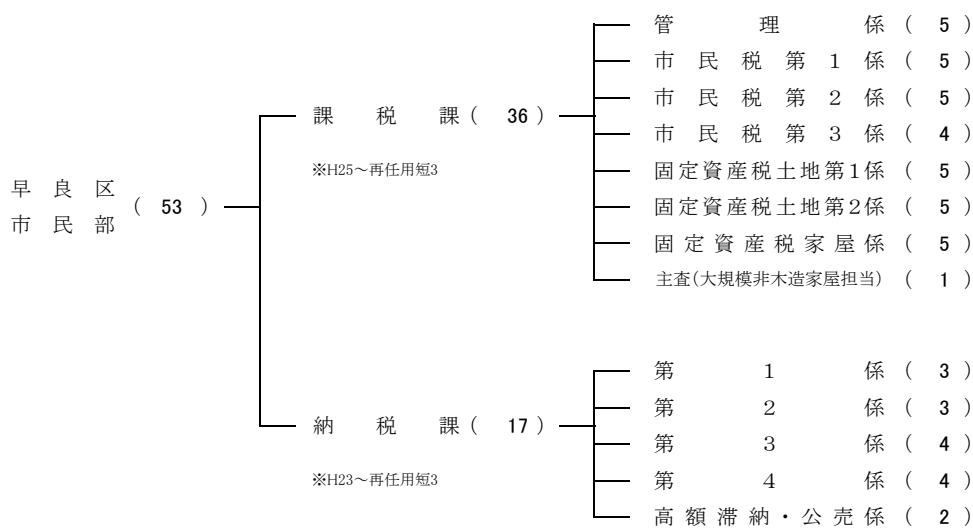 早良区
市民部 ( 53 )
課税課 ( 36 )
※H25～再任用短3
管理係 ( 5 )
市民税第1係 ( 5 )
市民税第2係 ( 5 )
市民税第3係 ( 4 )
固定資産税土地第1係 ( 5 )
固定資産税土地第2係 ( 5 )
固定資産税家屋係 ( 5 )
主査(大規模非木造家屋担当) ( 1 )
納税課 ( 17 )
※H23～再任用短3
第1係 ( 3 )
第2係 ( 3 )
第3係 ( 4 )
第4係 ( 4 )
高額滞納・公売係 ( 2 )